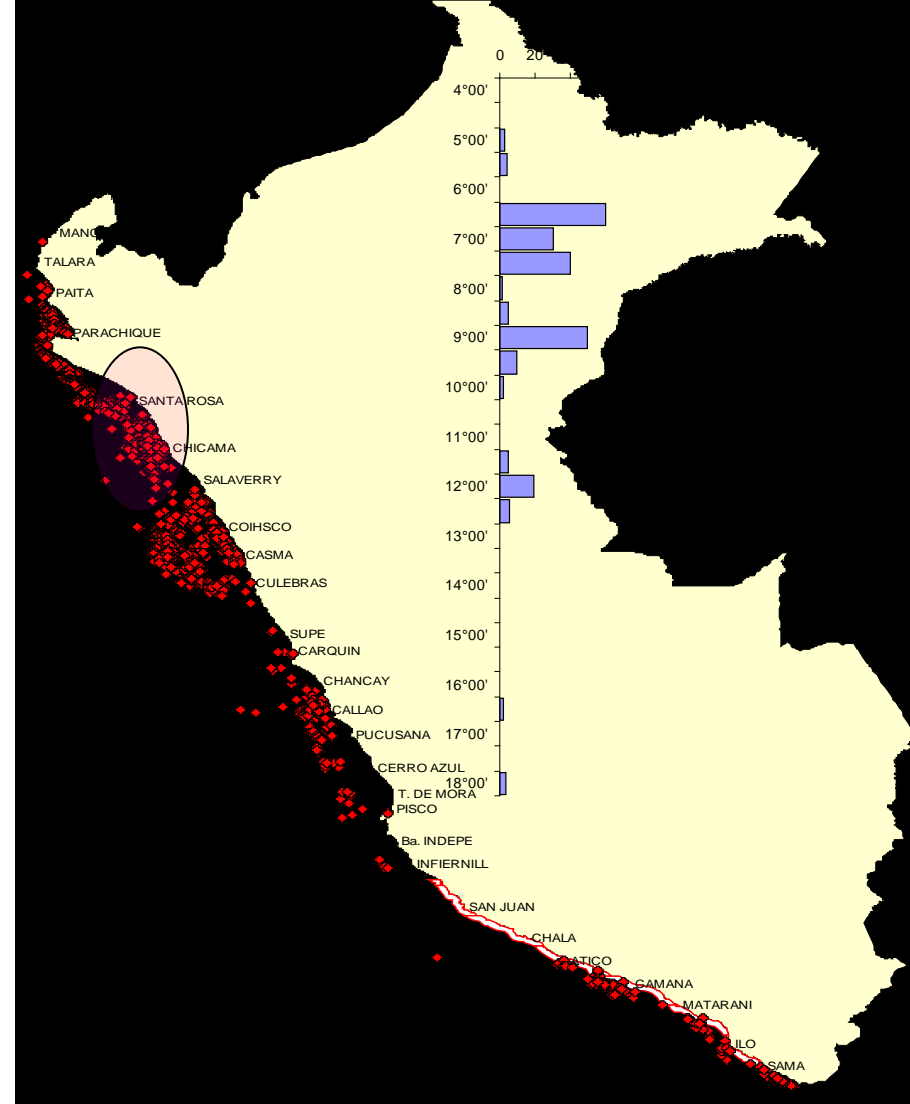 0 20
4°00'
5°00'
6°00'
MANC
7°00'
TALARA
8°00'
PAITA
9°00'
PARACHIQUE
10°00'
SANTA ROSA
11°00'
CHICAMA
SALAVERRY
12°00'
COIHSCO
13°00'
CASMA
14°00'
CULEBRAS
15°00'
SUPE
CARQUIN
CHANCAY
16°00'
CALLAO
17°00'
PUCUSANA
CERRO AZUL
18°00'
T. DE MORA
PISCO
Ba. INDEPE
INFIERNILL
SAN JUAN
CHALA
ATICO
CAMANA
MATARANI
ILO
SAMA